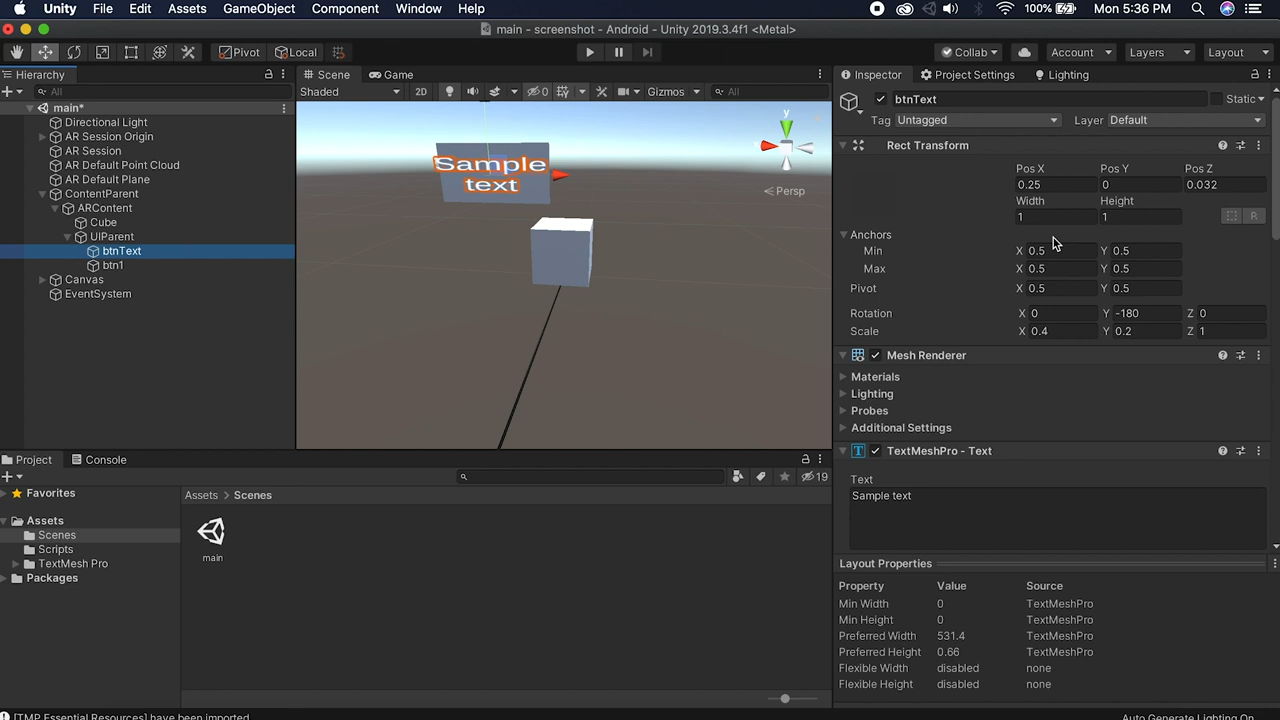 Unity File Edit Assets GameObject Component Window Help 100% Mon 5:36 PM
main - screenshot - Android - Unity 2019.3.4f1 <Metal>
Pivot Local Collab Account Layers Layout
Hierarchy Scene Game Inspector Project Settings Lighting
All Shaded 2D 0 Gizmos All btnText Static
main*
Tag Untagged Layer Default
Directional Light
AR Session Origin
AR Session
AR Default Point Cloud
AR Default Plane
ContentParent
ARContent
Cube
UIParent
btnText
btn1
Canvas
EventSystem
Sample
text
y
Persp
Rect Transform
Pos X Pos Y Pos Z
0.25 0 0.032
Width Height
1 1 R
Anchors
Min X 0.5 Y 0.5
Max X 0.5 Y 0.5
Pivot X 0.5 Y 0.5
Rotation X 0 Y -180 Z 0
Scale X 0.4 Y 0.2 Z 1
Mesh Renderer
Materials
Lighting
Probes
Additional Settings
TextMeshPro - Text
Text
Sample text
Project Console
19
Favorites
Assets
Scenes
Scripts
TextMesh Pro
Packages
Assets > Scenes
main
Layout Properties
Property Value Source
Min Width 0 TextMeshPro
Min Height 0 TextMeshPro
Preferred Width 531.4 TextMeshPro
Preferred Height 0.66 TextMeshPro
Flexible Width disabled none
Flexible Height disabled none
[TMP Essential Resources] have been imported
Auto Generate Lighting On